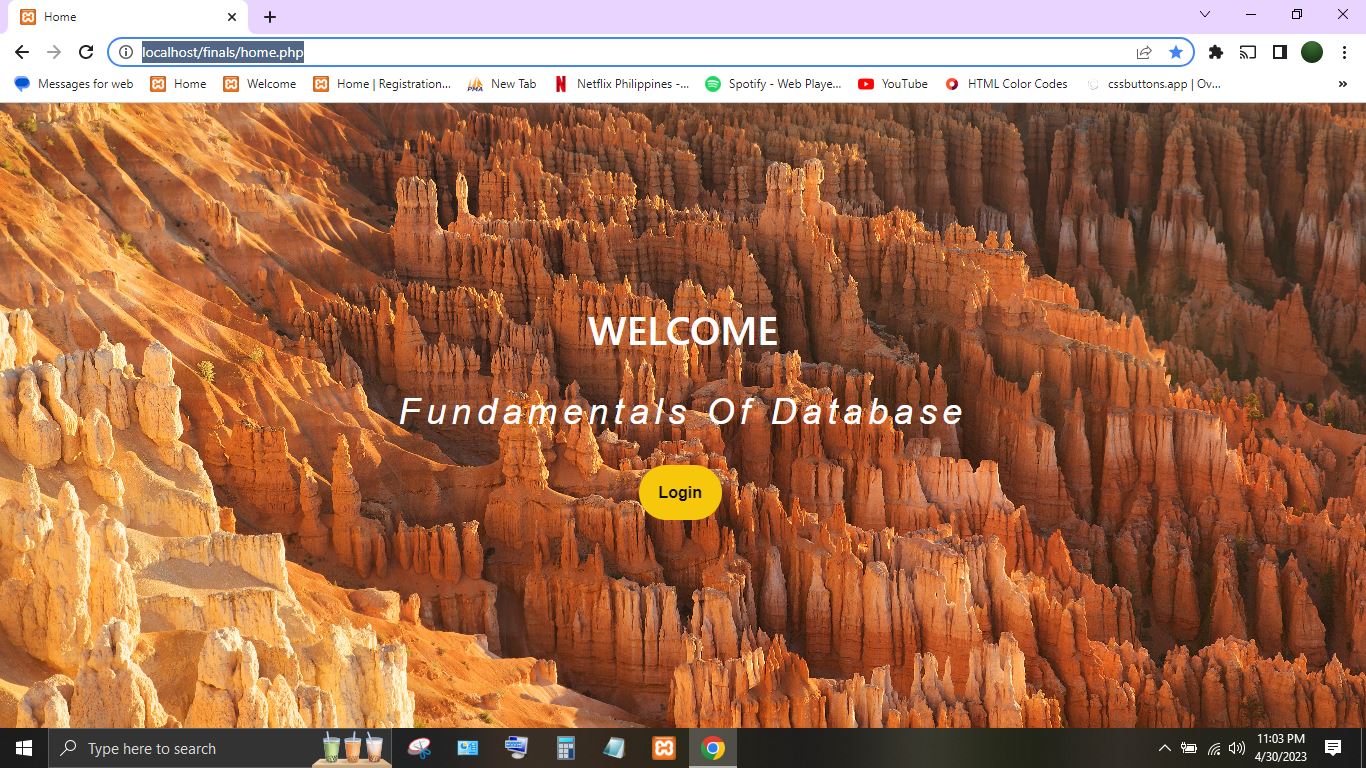 Home
localhost/finals/home.php
Messages for web
Home
Welcome
Home | Registration...
PMA
New Tab
N
Netflix Philippines -...
Spotify - Web Playe...
YouTube
HTML Color Codes
cssbuttons.app | Ov...
»
WELCOME
Fundamentals Of Database
Login
Type here to search
11:03 PM
4/30/2023